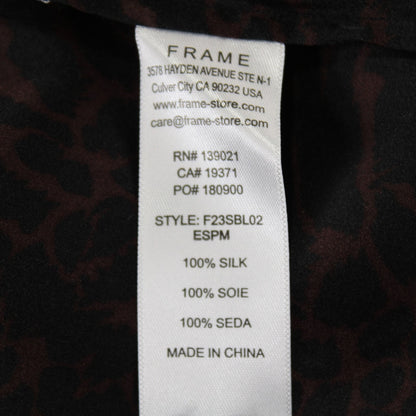 FRAME
3578 HAYDEN AVENUE STE N-1
Culver City CA 90232 USA
www.frame-store.com
care@frame-store.com
RN# 139021
CA# 19371
PO# 180900
STYLE: F23SBL02
ESPM
100% SILK
100% SOIE
100% SEDA
MADE IN CHINA